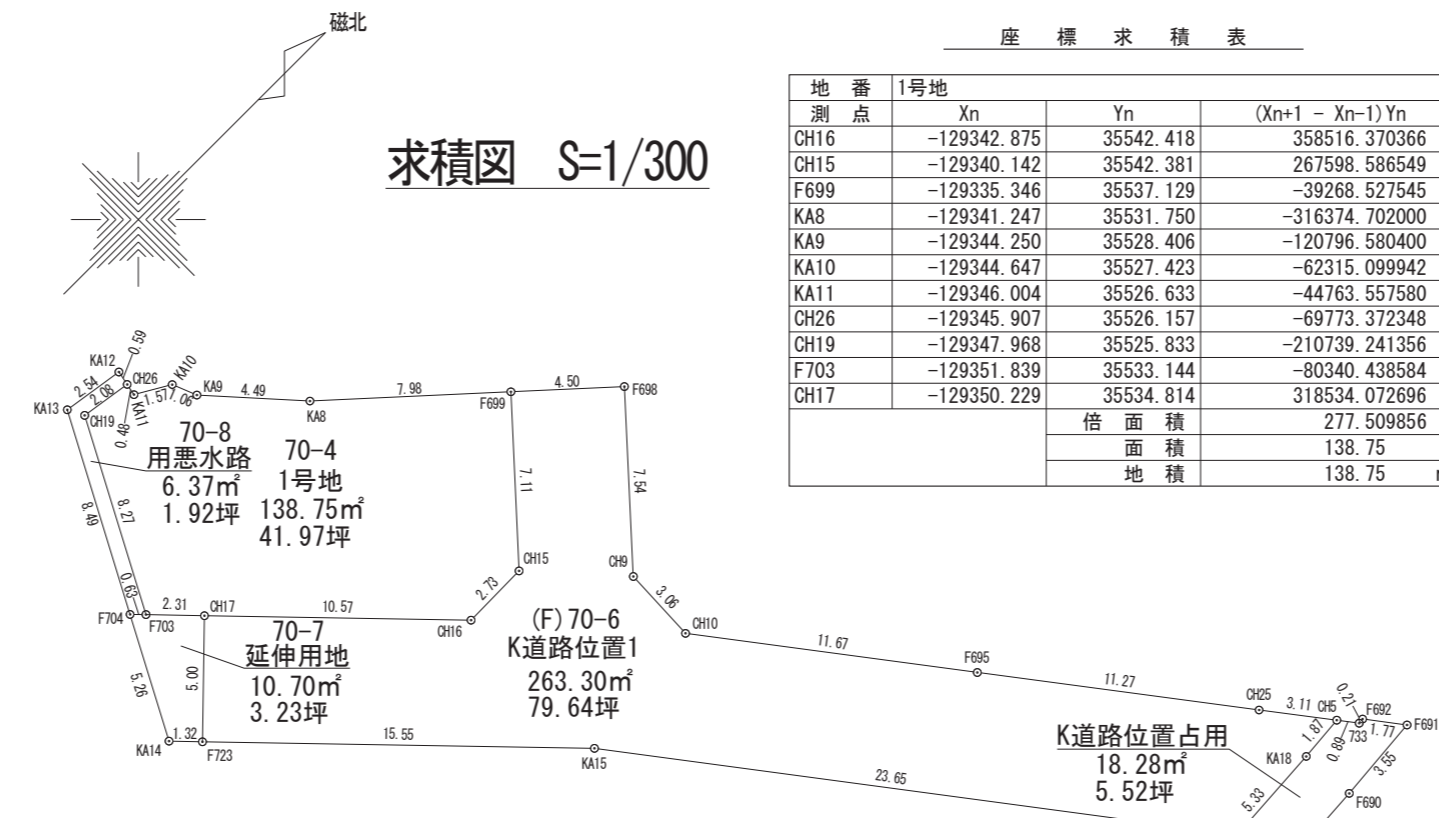 磁北
座標求積表
求積図 S=1/300
地番 1号地
測点 Xn Yn (Xn+1 - Xn-1)Yn
CH16 -129342.875 35542.418 358516.370366
CH15 -129340.142 35542.381 267598.586549
F699 -129335.346 35537.129 -39268.527545
KA8 -129341.247 35531.750 -316374.702000
KA9 -129344.250 35528.406 -120796.580400
KA10 -129344.647 35527.423 -62315.099942
KA11 -129346.004 35526.633 -44763.557580
CH26 -129345.907 35526.157 -69773.372348
CH19 -129347.968 35525.833 -210739.241356
F703 -129351.839 35533.144 -80340.438584
CH17 -129350.229 35534.814 318534.072696
倍面積 277.509856
面積 138.75
地積 138.75
KA12
0.59
CH26
KA10
KA9
4.49
KA8
7.98
F699
4.50
F698
2.54
2.08
KA13
CH19
KA11
1.57
1.06
0.48
70-8
用悪水路
6.37㎡
1.92坪
70-4
1号地
138.75㎡
41.97坪
7.11
7.54
8.49
8.27
CH15
CH9
2.73
3.06
0.63
F704
F703
2.31
CH17
10.57
CH16
CH10
70-7
延伸用地
10.70㎡
3.23坪
(F)70-6
K道路位置1
263.30㎡
79.64坪
11.67
F695
11.27
CH25
3.11
CH5
0.21
F692
F691
733
1.77
0.89
1.87
KA18
3.55
F690
5.33
5.26
5.00
KA14
1.32
F723
15.55
KA15
23.65
K道路位置占用
18.28㎡
5.52坪